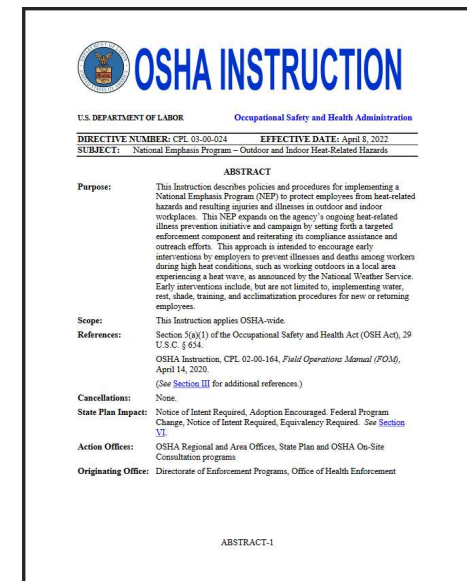 OSHA INSTRUCTION
U.S. DEPARTMENT OF LABOR Occupational Safety and Health Administration
DIRECTIVE NUMBER: CPL 03-00-024 EFFECTIVE DATE: April 8, 2022
SUBJECT: National Emphasis Program – Outdoor and Indoor Heat-Related Hazards
ABSTRACT
Purpose: This Instruction describes policies and procedures for implementing a
National Emphasis Program (NEP) to protect employees from heat-related
hazards and resulting injuries and illnesses in outdoor and indoor
workplaces. This NEP expands on the agency's ongoing heat-related
illness prevention initiative and campaign by setting forth a targeted
enforcement component and reiterating its compliance assistance and
outreach efforts. This approach is intended to encourage early
interventions by employers to prevent illnesses and deaths among workers
during high heat conditions, such as working outdoors in a local area
experiencing a heat wave, as announced by the National Weather Service.
Early interventions include, but are not limited to, implementing water,
rest, shade, training, and acclimatization procedures for new or returning
employees.
Scope: This Instruction applies OSHA-wide.
References: Section 5(a)(1) of the Occupational Safety and Health Act (OSH Act), 29
U.S.C. § 654.
OSHA Instruction, CPL 02-00-164, Field Operations Manual (FOM),
April 14, 2020.
(See Section III for additional references.)
Cancellations: None.
State Plan Impact: Notice of Intent Required, Adoption Encouraged. Federal Program
Change, Notice of Intent Required, Equivalency Required. See Section
VI.
Action Offices: OSHA Regional and Area Offices, State Plan and OSHA On-Site
Consultation programs
Originating Office: Directorate of Enforcement Programs, Office of Health Enforcement
ABSTRACT-1